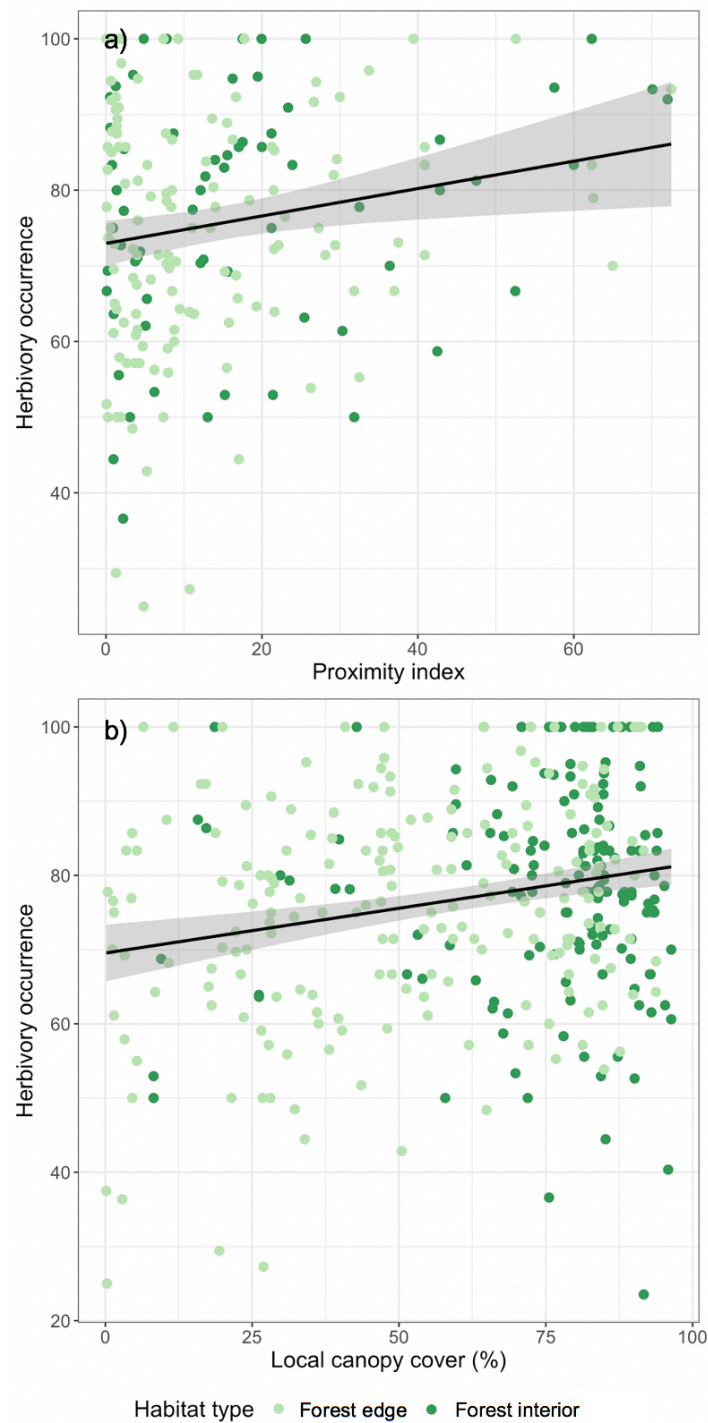 a)
100
80
60
40
Herbivory occurrence
0 20 40 60
Proximity index
b)
100
80
60
40
20
Herbivory occurrence
0 25 50 75 100
Local canopy cover (%)
Habitat type Forest edge Forest interior